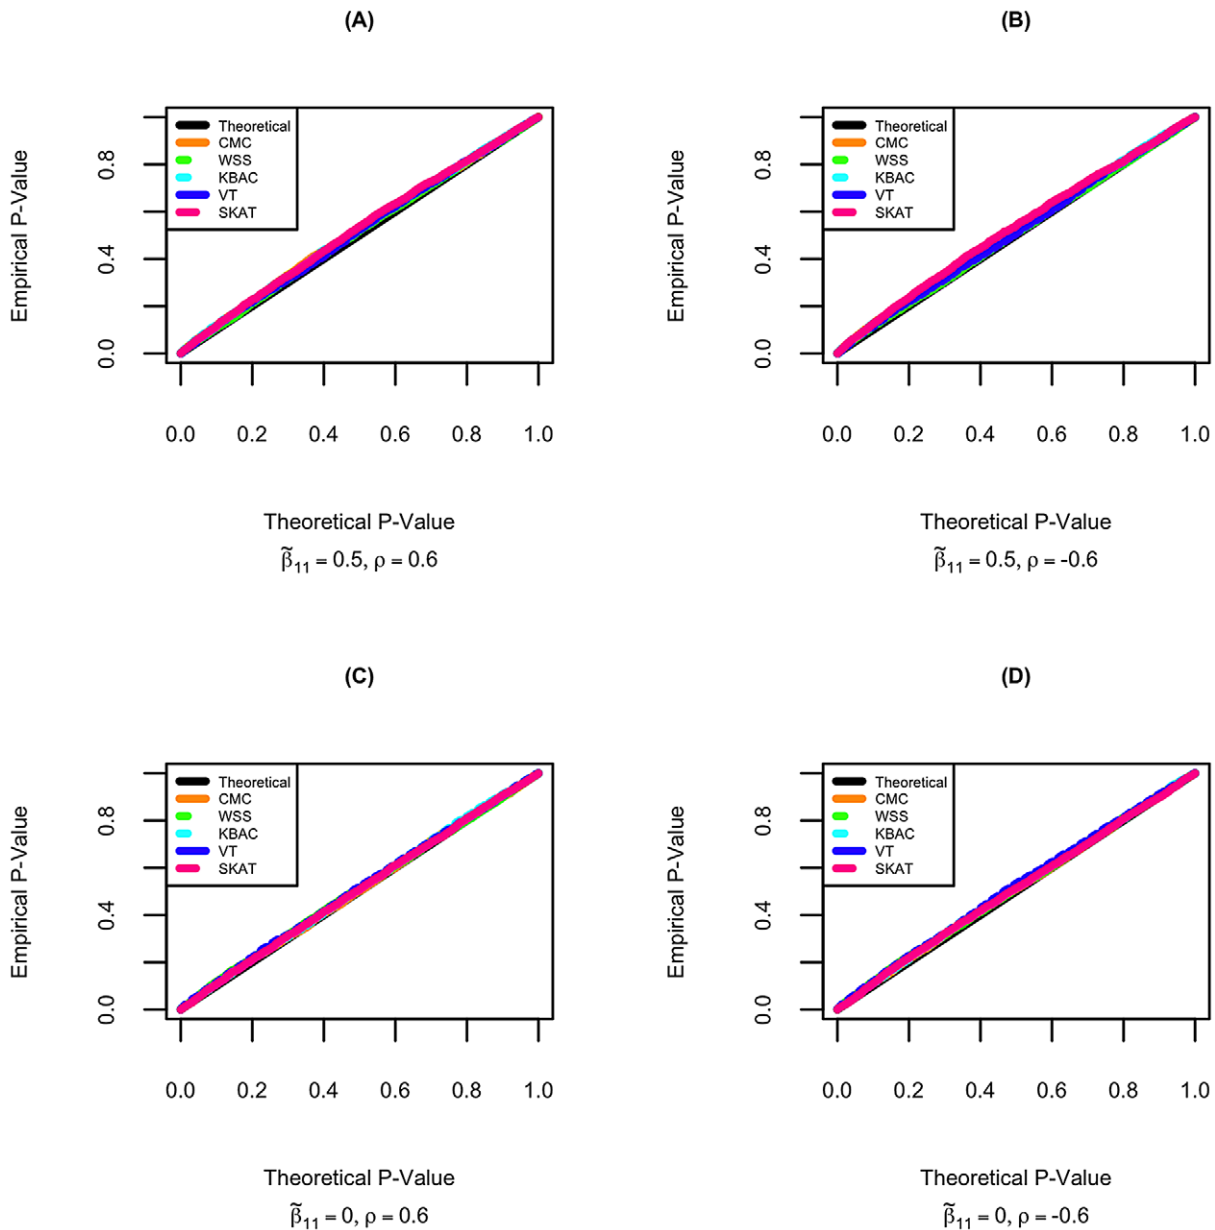 (A)
Empirical P-Value
0.0 0.4 0.8
Theoretical
CMC
WSS
KBAC
VT
SKAT
0.0 0.2 0.4 0.6 0.8 1.0
Theoretical P-Value
β̃₁₁ = 0.5, ρ = 0.6
(B)
Empirical P-Value
0.0 0.4 0.8
Theoretical
CMC
WSS
KBAC
VT
SKAT
0.0 0.2 0.4 0.6 0.8 1.0
Theoretical P-Value
β̃₁₁ = 0.5, ρ = -0.6
(C)
Empirical P-Value
0.0 0.4 0.8
Theoretical
CMC
WSS
KBAC
VT
SKAT
0.0 0.2 0.4 0.6 0.8 1.0
Theoretical P-Value
β̃₁₁ = 0, ρ = 0.6
(D)
Empirical P-Value
0.0 0.4 0.8
Theoretical
CMC
WSS
KBAC
VT
SKAT
0.0 0.2 0.4 0.6 0.8 1.0
Theoretical P-Value
β̃₁₁ = 0, ρ = -0.6